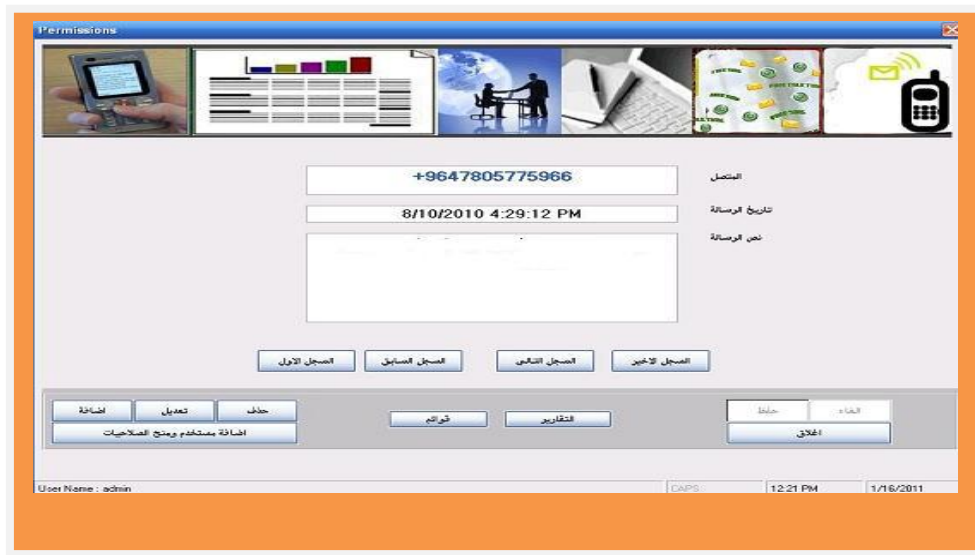 Permissions
المتصل
+9647805775966
تاريخ الرسالة
8/10/2010 4:29:12 PM
نص الرسالة
السجل الاخير السجل التالى السجل السابق السجل الاول
الغاء حفظ التقارير قوائم حذف تعديل اضافة
اغلاق اضافة مستخدم ومنح الصلاحيات
User Name : admin CAPS 12:21 PM 1/16/2011